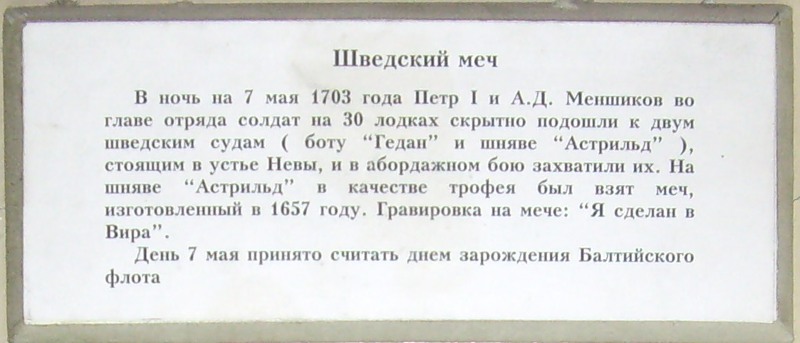 Шведский меч
В ночь на 7 мая 1703 года Петр I и А.Д. Меншиков во
главе отряда солдат на 30 лодках скрытно подошли к двум
шведским судам ( боту “Гедан” и шняве “Астрильд” ),
стоящим в устье Невы, и в абордажном бою захватили их. На
шняве “Астрильд” в качестве трофея был взят меч,
изготовленный в 1657 году. Гравировка на мече: “Я сделан в
Вира”.
День 7 мая принято считать днем зарождения Балтийского
флота